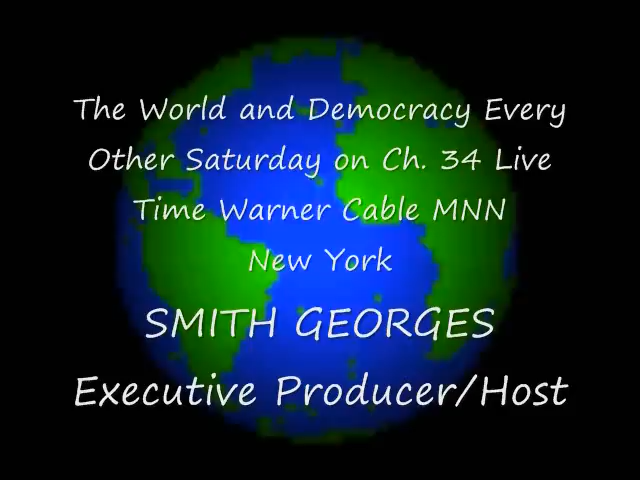 The World and Democracy Every
Other Saturday on Ch. 34 Live
Time Warner Cable MNN
New York
SMITH GEORGES
Executive Producer/Host